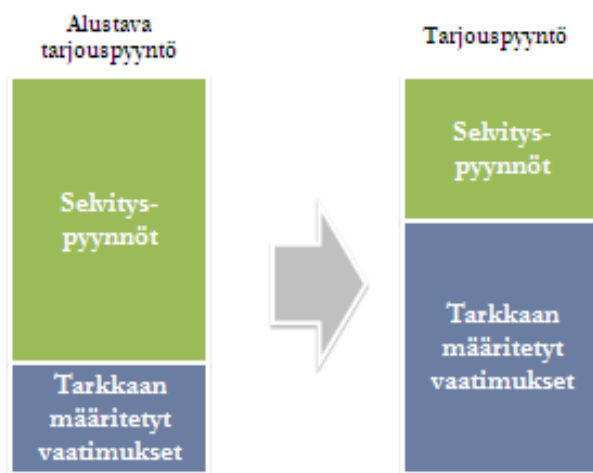 Alustava
tarjouspyyntö
Selvitys-
pyynnöt
Tarkkaan
määritetyt
vaatimukset
Tarjouspyyntö
Selvitys-
pyynnöt
Tarkkaan
määritetyt
vaatimukset